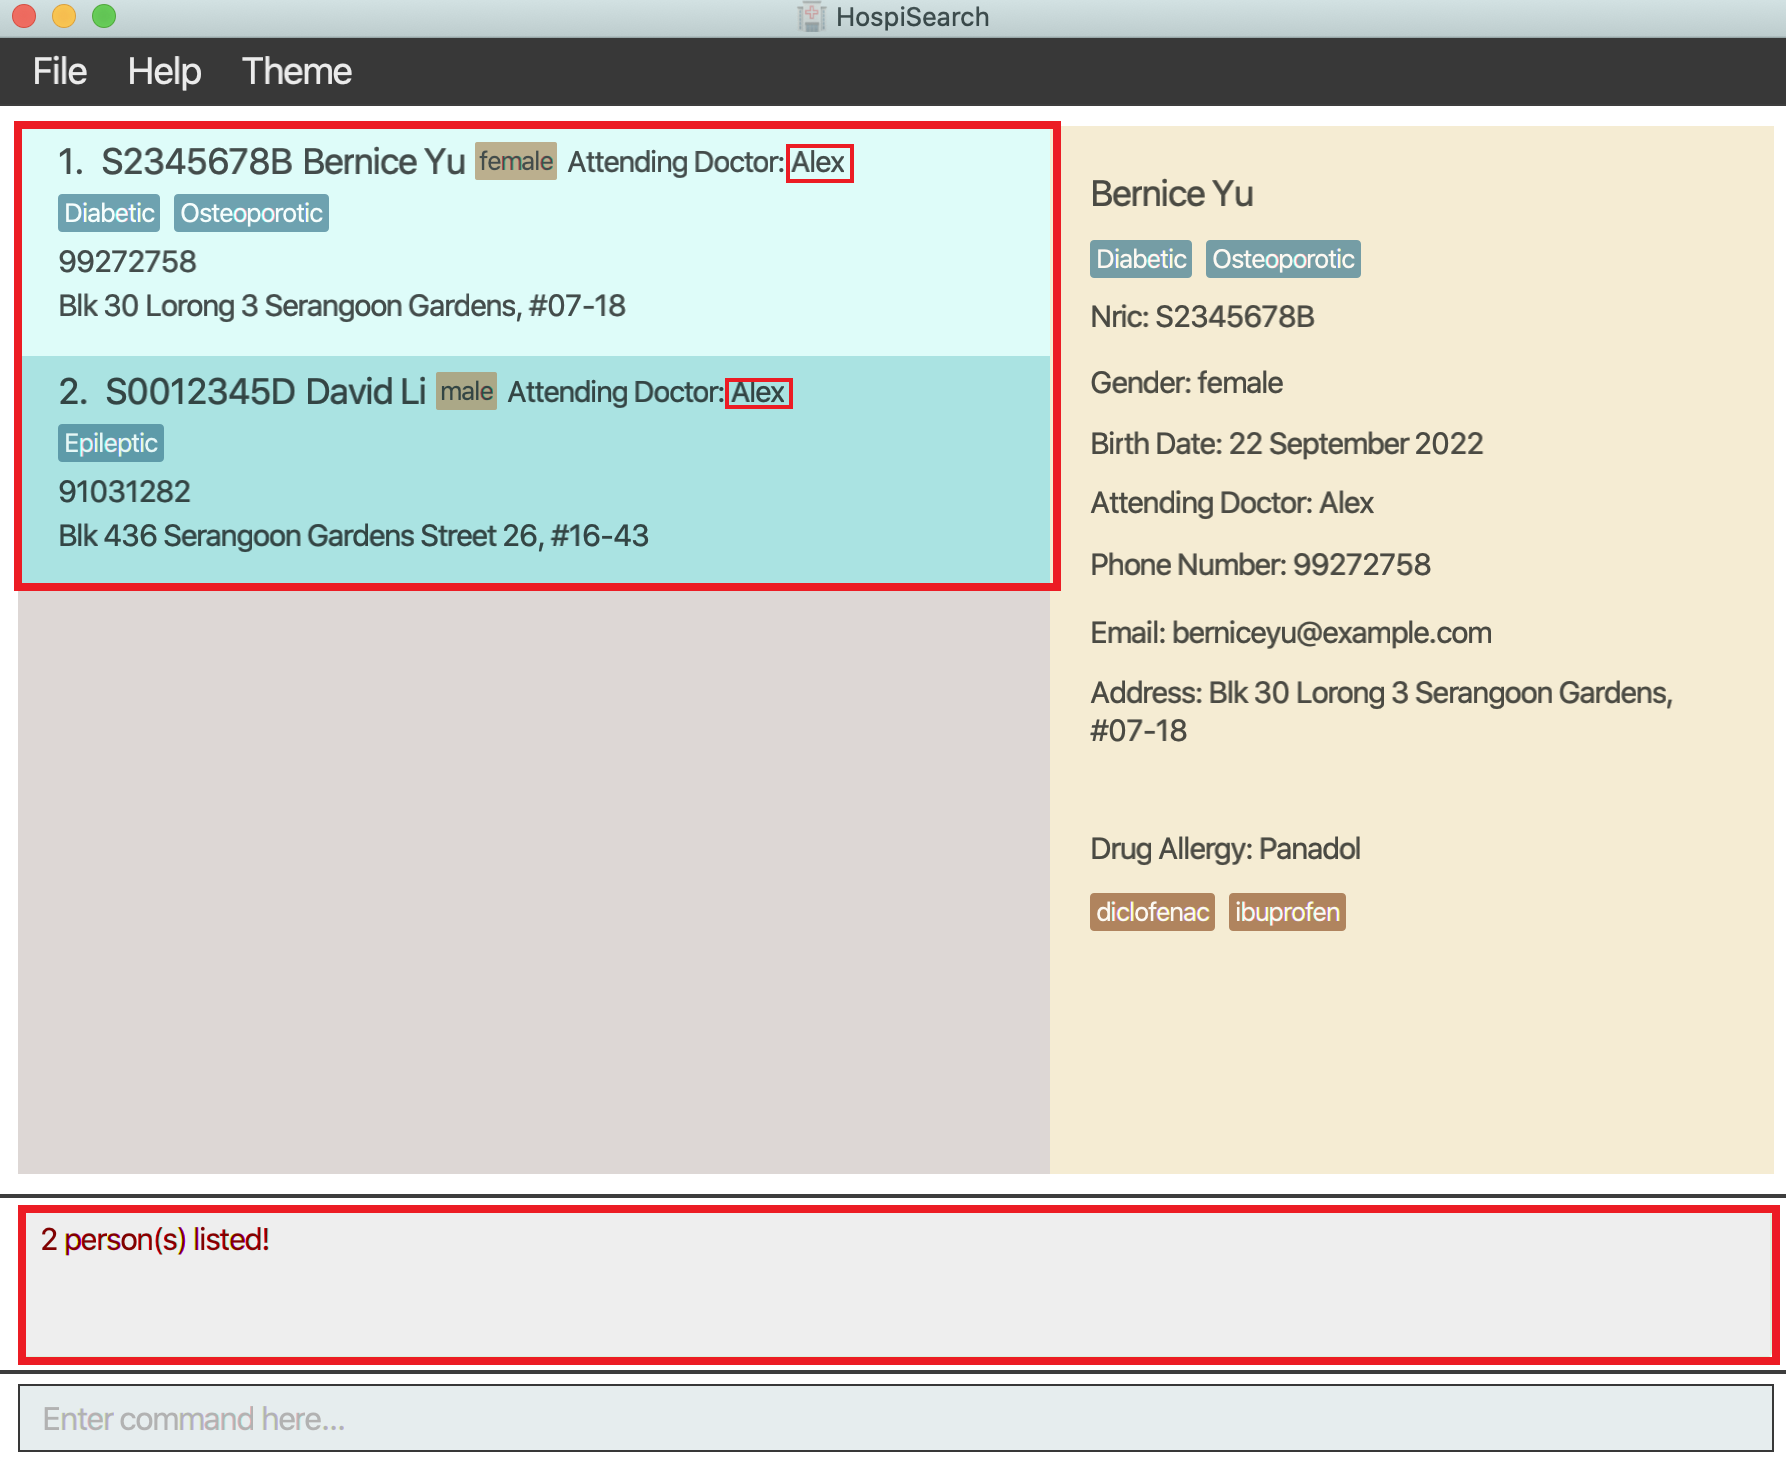 HospiSearch
File Help Theme
1. S2345678B Bernice Yu female Attending Doctor: Alex
Diabetic Osteoporotic
99272758
Blk 30 Lorong 3 Serangoon Gardens, #07-18
2. S0012345D David Li male Attending Doctor: Alex
Epileptic
91031282
Blk 436 Serangoon Gardens Street 26, #16-43
Bernice Yu
Diabetic Osteoporotic
Nric: S2345678B
Gender: female
Birth Date: 22 September 2022
Attending Doctor: Alex
Phone Number: 99272758
Email: berniceyu@example.com
Address: Blk 30 Lorong 3 Serangoon Gardens,
#07-18
Drug Allergy: Panadol
diclofenac ibuprofen
2 person(s) listed!
Enter command here...